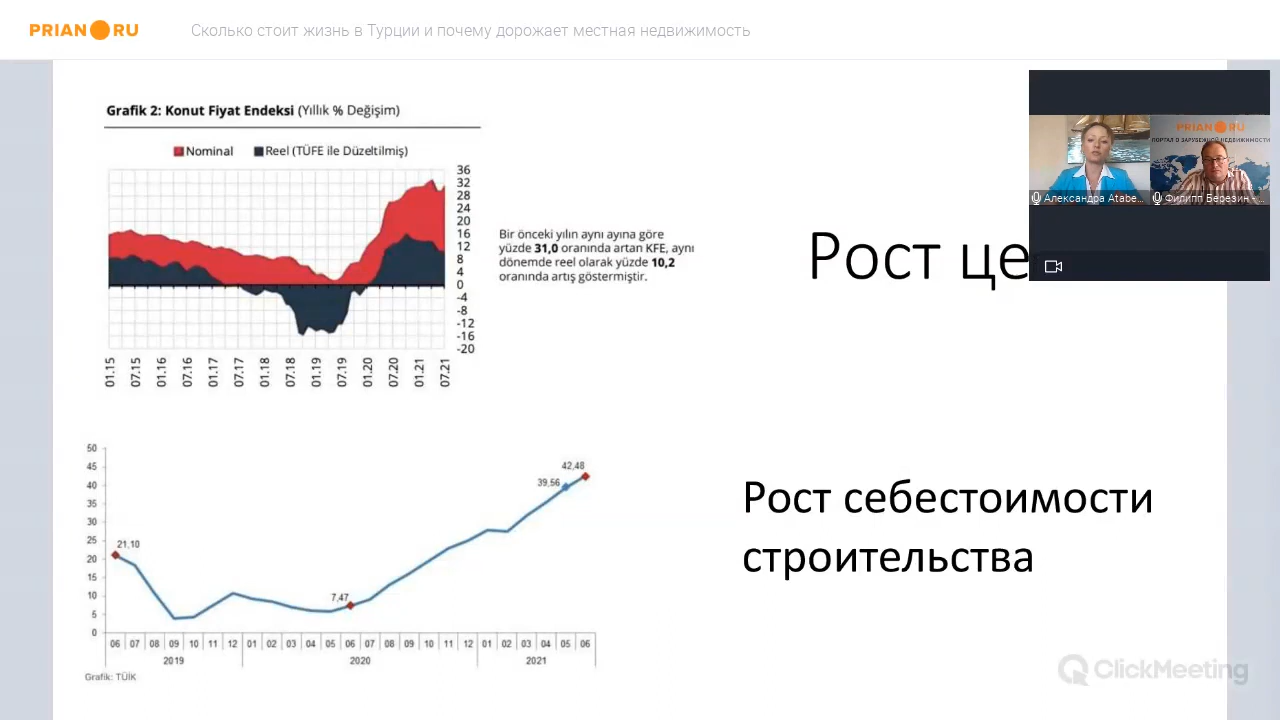 PRIAN RU
Сколько стоит жизнь в Турции и почему дорожает местная недвижимость
Grafik 2: Konut Fiyat Endeksi (Yıllık % Değişim)
Nominal Reel (TÜFE ile Düzeltilmiş)
36
32
28
24
20
16
12
8
4
0
-4
-8
-12
-16
-20
01.15 07.15 01.16 07.16 01.17 07.17 01.18 07.18 01.19 07.19 01.20 07.20 01.21 07.21
Bir önceki yılın aynı ayına göre
yüzde 31,0 oranında artan KFE, aynı
dönemde reel olarak yüzde 10,2
oranında artış göstermiştir.
Рост це
PRIAN RU
ПОРТАЛ О ЗАРУБЕЖНОЙ НЕДВИЖИМОСТИ
Александра Atabe...
Филипп Березин -...
50
45
40
35
30
25
20
15
10
5
0
21,10
7,47
39,56
42,48
06 07 08 09 10 11 12 01 02 03 04 05 06 07 08 09 10 11 12 01 02 03 04 05 06
2019 2020 2021
Grafik: TÜİK
Рост себестоимости
строительства
ClickMeeting